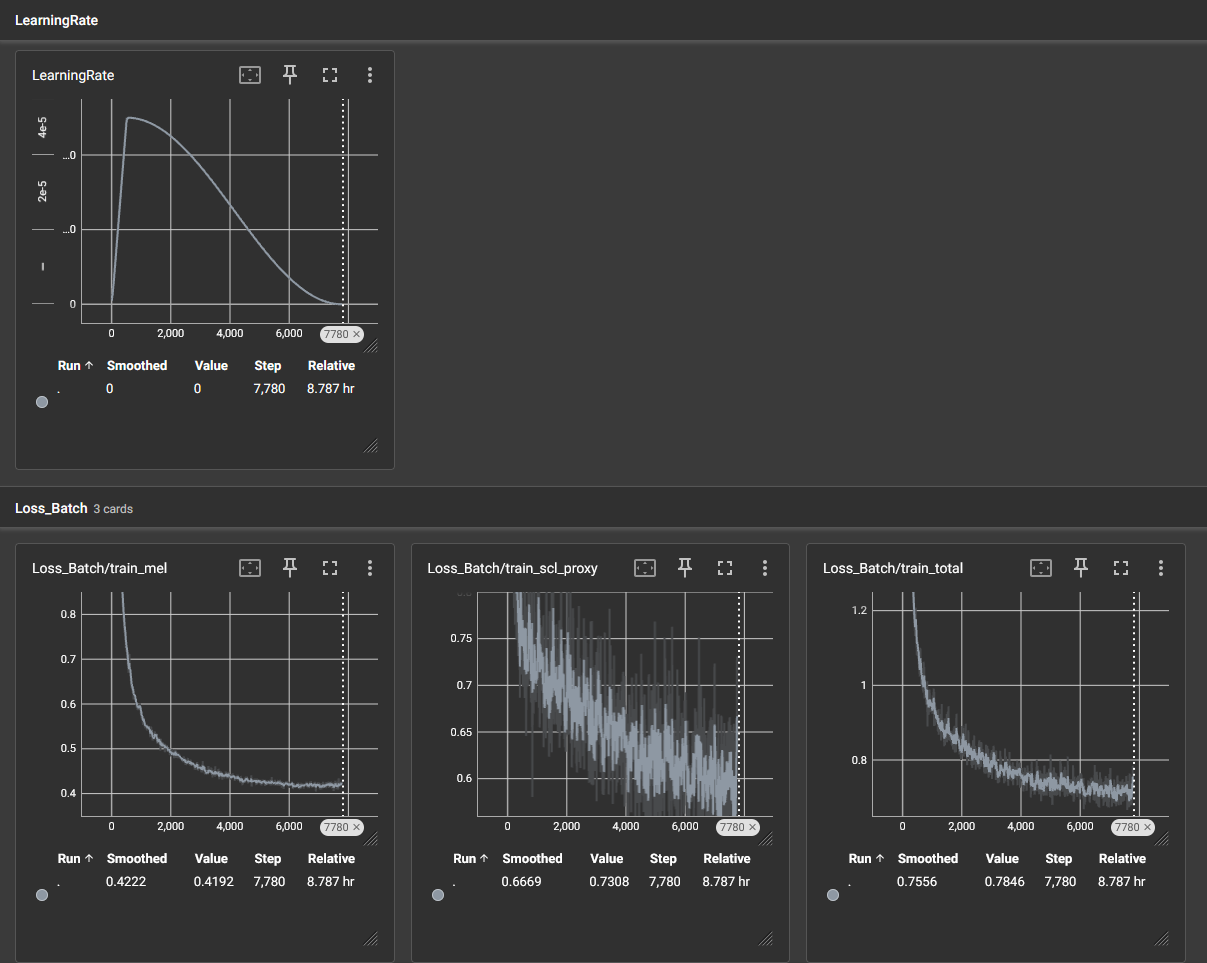 LearningRate
LearningRate
4e-5
...0
2e-5
...0
0
0 2,000 4,000 6,000 7780 ×
Run ↑ Smoothed Value Step Relative
. 0 0 7,780 8.787 hr
Loss_Batch 3 cards
Loss_Batch/train_mel
0.8
0.7
0.6
0.5
0.4
0 2,000 4,000 6,000 7780 ×
Run ↑ Smoothed Value Step Relative
. 0.4222 0.4192 7,780 8.787 hr
Loss_Batch/train_scl_proxy
0.75
0.7
0.65
0.6
0 2,000 4,000 6,000 7780 ×
Run ↑ Smoothed Value Step Relative
. 0.6669 0.7308 7,780 8.787 hr
Loss_Batch/train_total
1.2
1
0.8
0 2,000 4,000 6,000 7780 ×
Run ↑ Smoothed Value Step Relative
. 0.7556 0.7846 7,780 8.787 hr